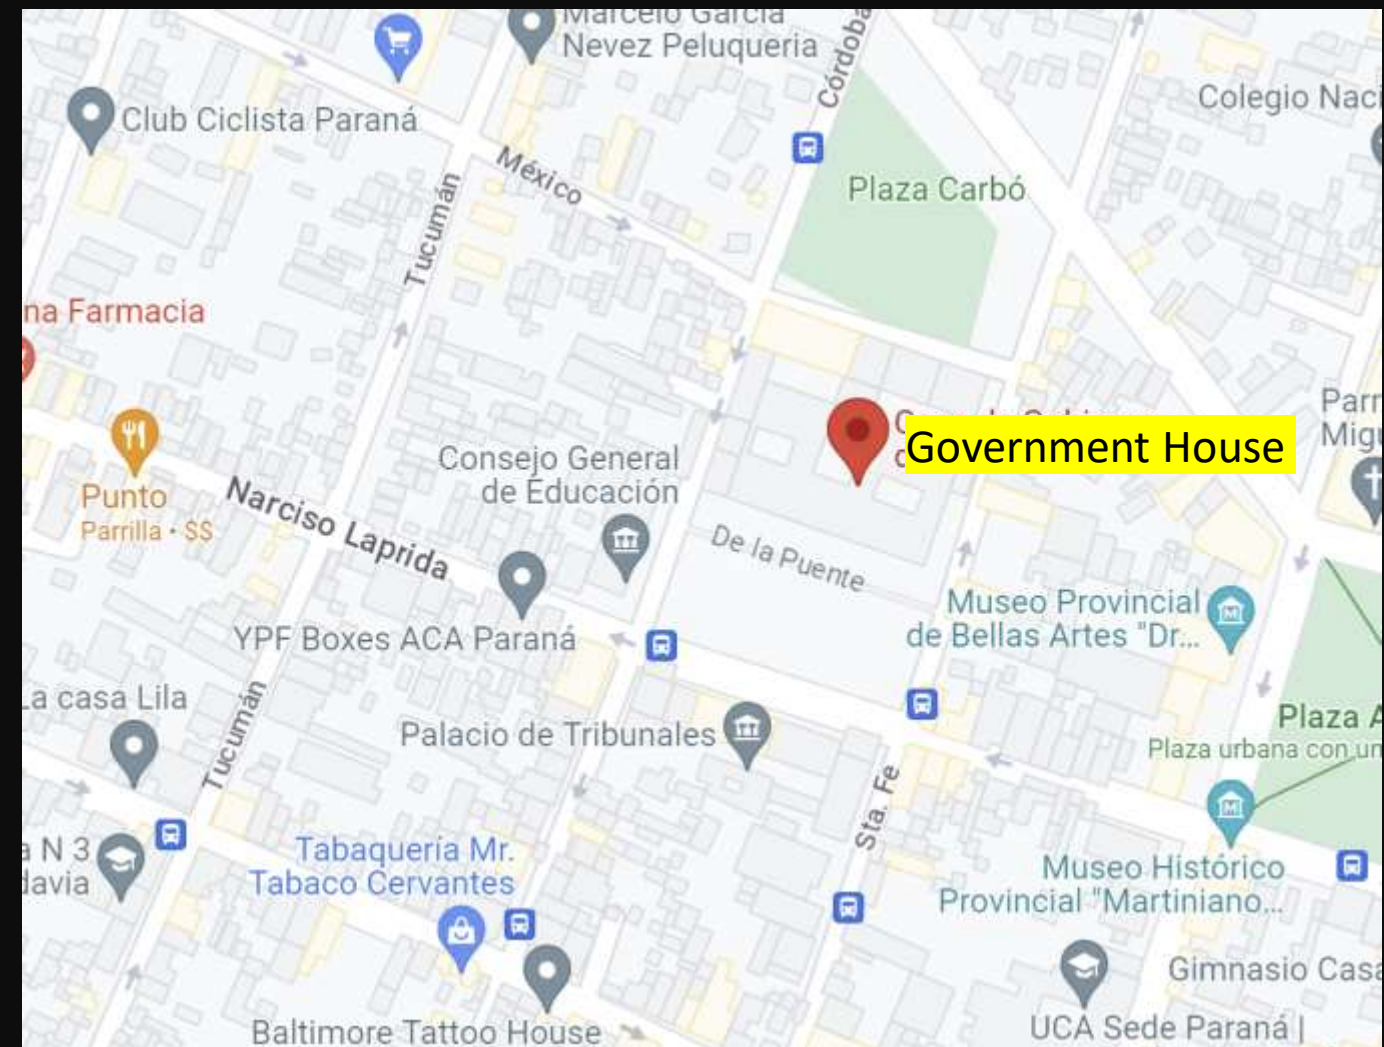 Marcelo García
Nevez Peluqueria
Córdoba
Colegio Naci
Club Ciclista Paraná
México
Plaza Carbó
Tucumán
na Farmacia
Parr
Migu
Government House
Consejo General
de Educación
Punto
Parrilla · $$
Narciso Laprida
De la Puente
Museo Provincial
de Bellas Artes "Dr...
YPF Boxes ACA Paraná
La casa Lila
Tucumán
Palacio de Tribunales
Plaza A
Plaza urbana con un
Sta. Fe
a N 3
davia
Tabaquería Mr.
Tabaco Cervantes
Museo Histórico
Provincial "Martiniano...
Gimnasio Casa
Baltimore Tattoo House
UCA Sede Paraná |